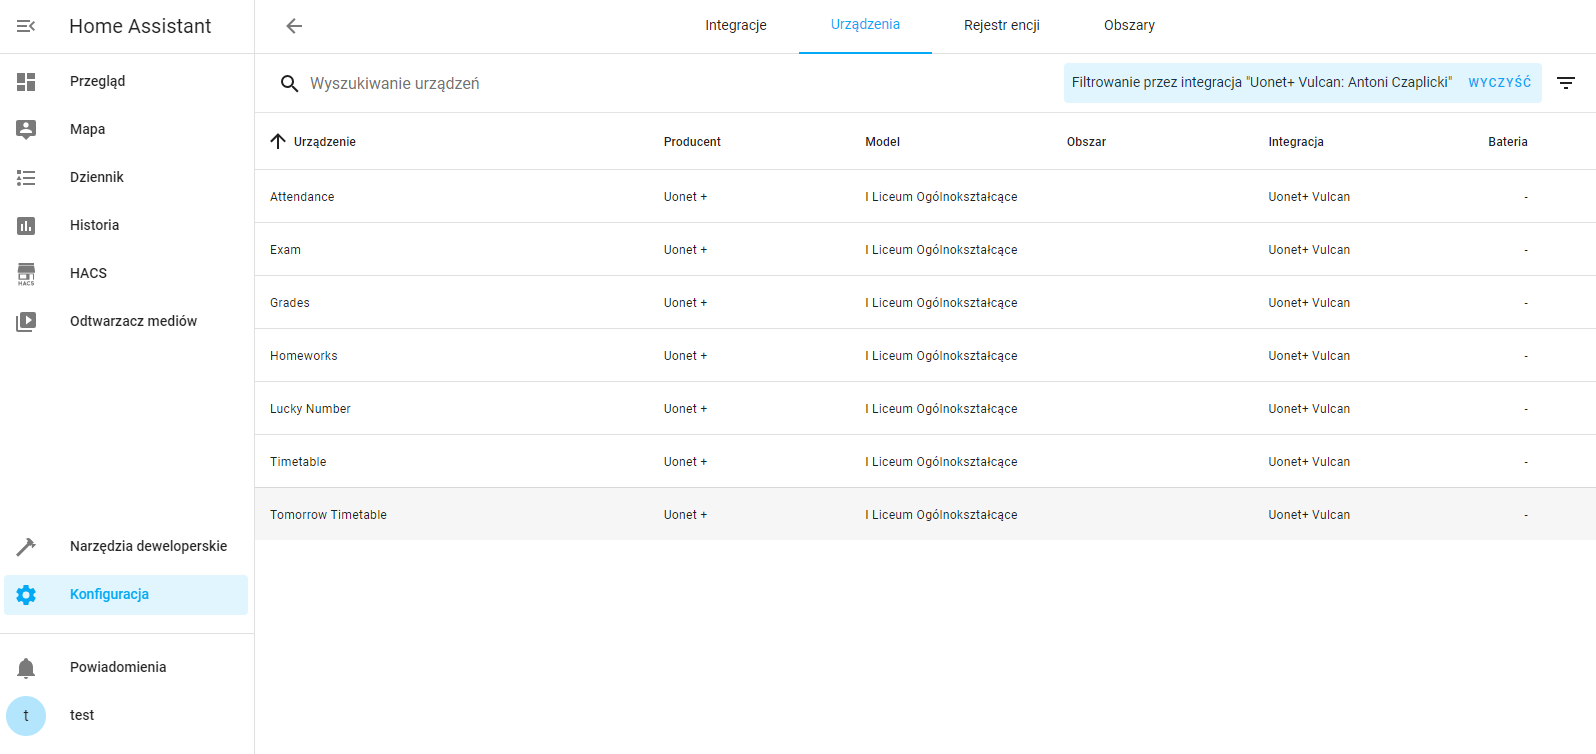 Home Assistant
Przegląd
Mapa
Dziennik
Historia
HACS
HACS
Odtwarzacz mediów
Narzędzia deweloperskie
Konfiguracja
Powiadomienia
t test
Integracje Urządzenia Rejestr encji Obszary
Wyszukiwanie urządzeń Filtrowanie przez integracja "Uonet+ Vulcan: Antoni Czaplicki" WYCZYŚĆ
Urządzenie Producent Model Obszar Integracja Bateria
Attendance Uonet + I Liceum Ogólnokształcące Uonet+ Vulcan -
Exam Uonet + I Liceum Ogólnokształcące Uonet+ Vulcan -
Grades Uonet + I Liceum Ogólnokształcące Uonet+ Vulcan -
Homeworks Uonet + I Liceum Ogólnokształcące Uonet+ Vulcan -
Lucky Number Uonet + I Liceum Ogólnokształcące Uonet+ Vulcan -
Timetable Uonet + I Liceum Ogólnokształcące Uonet+ Vulcan -
Tomorrow Timetable Uonet + I Liceum Ogólnokształcące Uonet+ Vulcan -